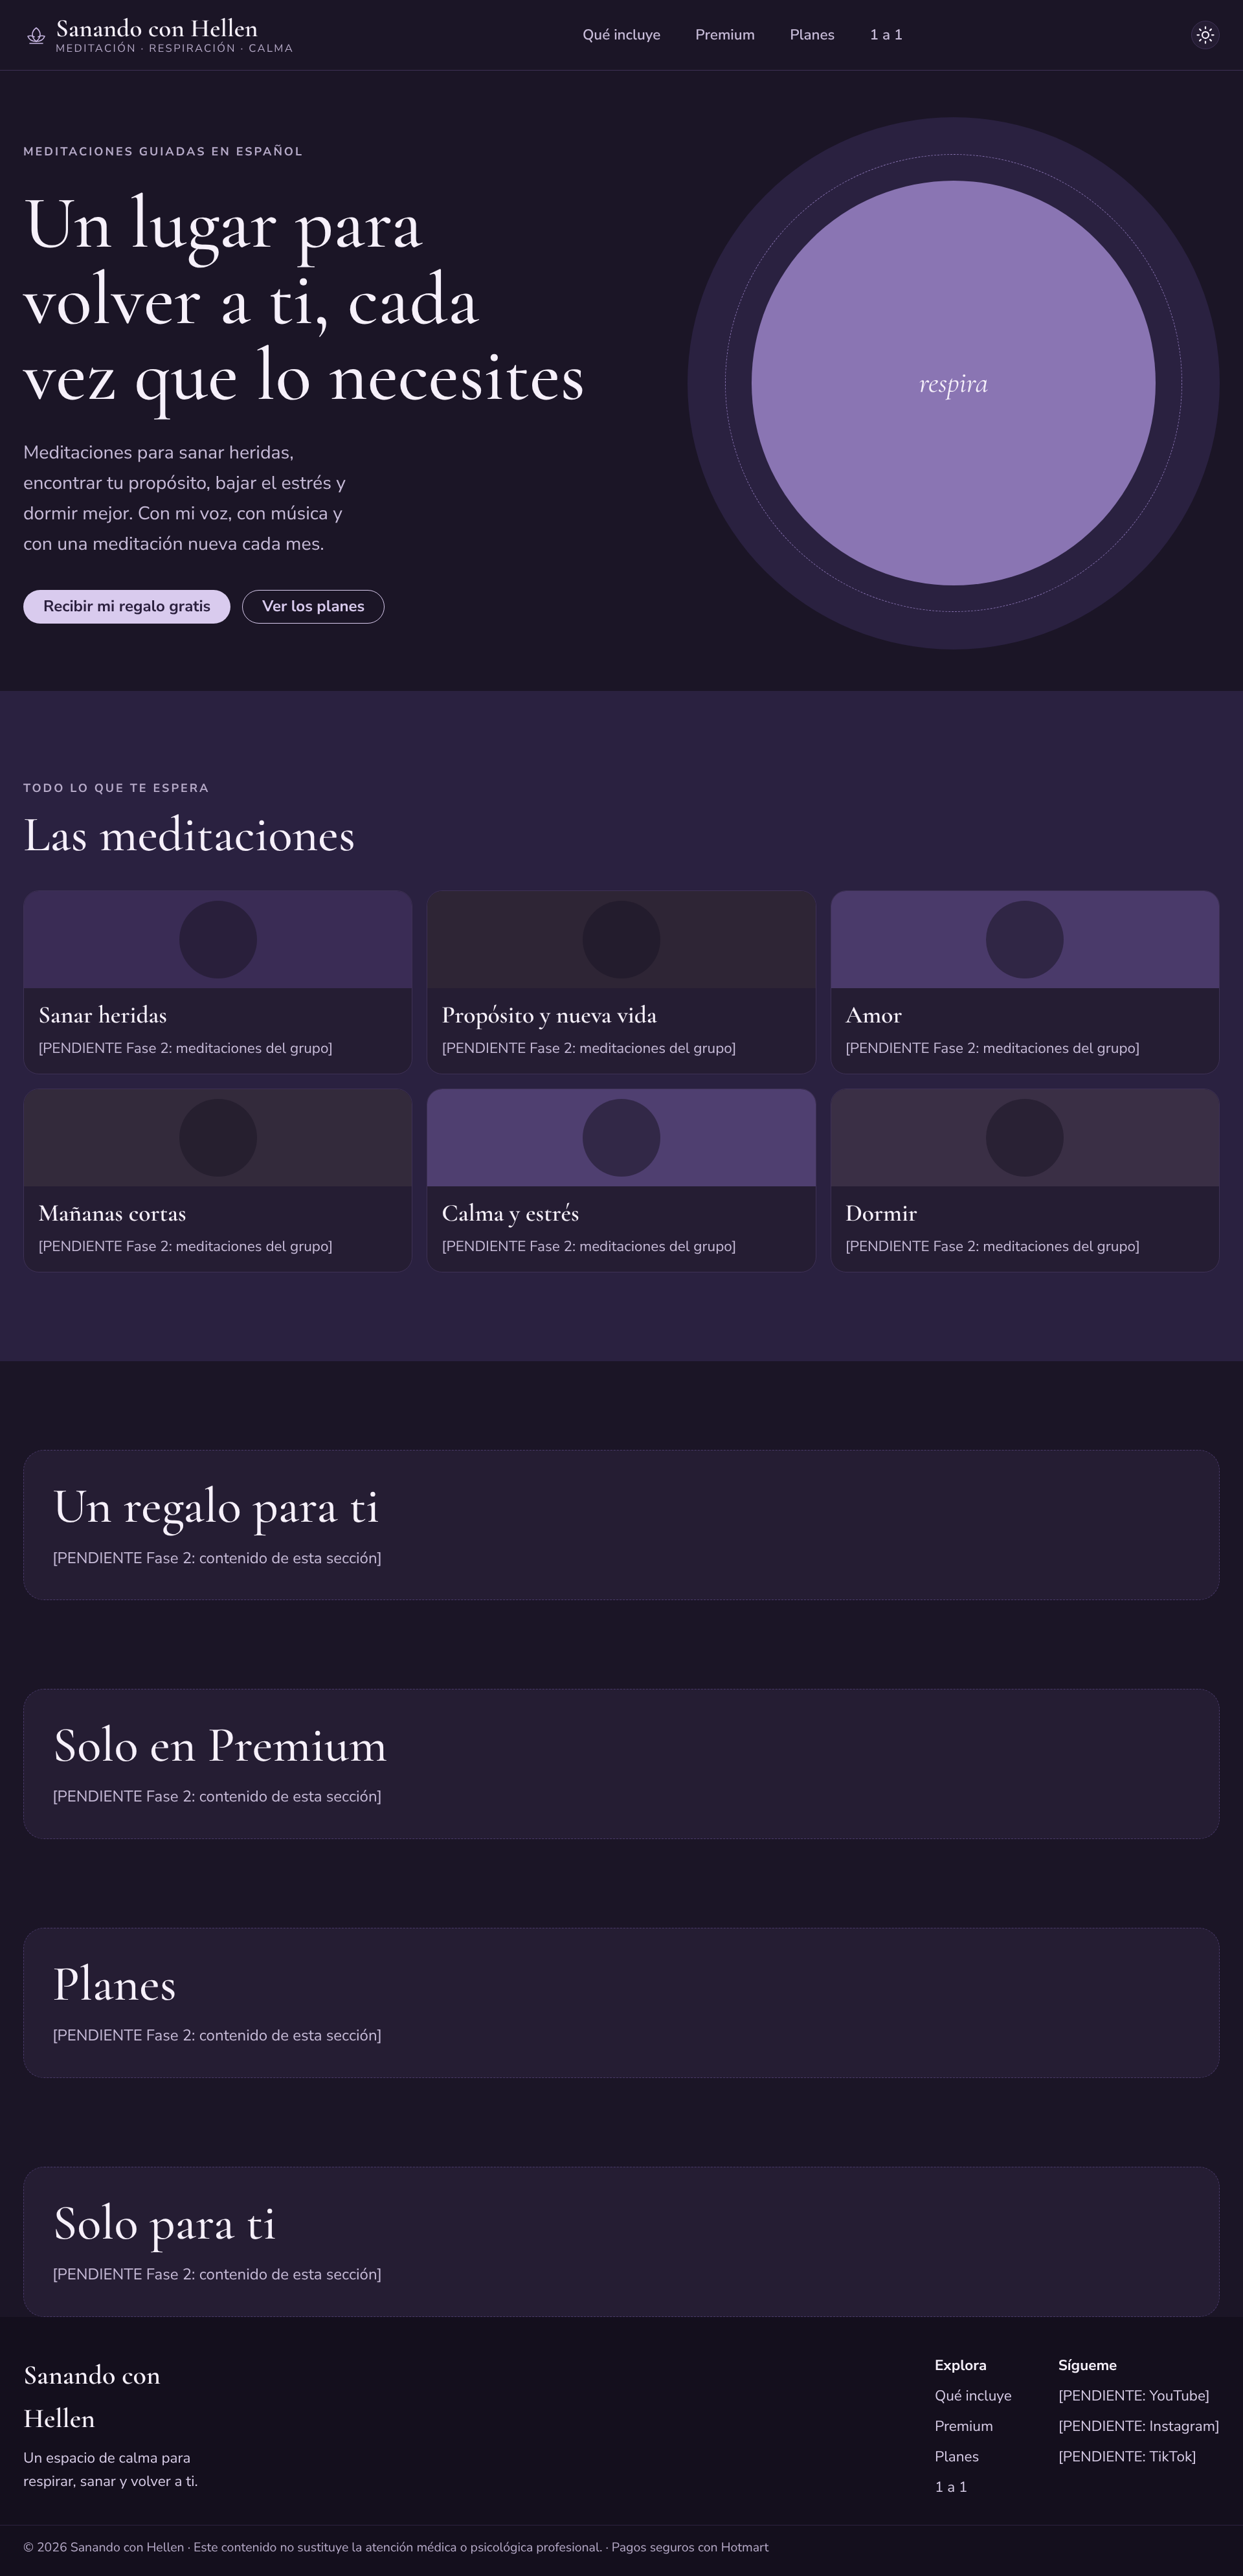 Sanando con Hellen
MEDITACIÓN · RESPIRACIÓN · CALMA
Qué incluye
Premium
Planes
1 a 1
MEDITACIONES GUIADAS EN ESPAÑOL
Un lugar para
volver a ti, cada
vez que lo necesites
Meditaciones para sanar heridas,
encontrar tu propósito, bajar el estrés y
dormir mejor. Con mi voz, con música y
con una meditación nueva cada mes.
Recibir mi regalo gratis
Ver los planes
respira
TODO LO QUE TE ESPERA
Las meditaciones
Sanar heridas
[PENDIENTE Fase 2: meditaciones del grupo]
Propósito y nueva vida
[PENDIENTE Fase 2: meditaciones del grupo]
Amor
[PENDIENTE Fase 2: meditaciones del grupo]
Mañanas cortas
[PENDIENTE Fase 2: meditaciones del grupo]
Calma y estrés
[PENDIENTE Fase 2: meditaciones del grupo]
Dormir
[PENDIENTE Fase 2: meditaciones del grupo]
Un regalo para ti
[PENDIENTE Fase 2: contenido de esta sección]
Solo en Premium
[PENDIENTE Fase 2: contenido de esta sección]
Planes
[PENDIENTE Fase 2: contenido de esta sección]
Solo para ti
[PENDIENTE Fase 2: contenido de esta sección]
Sanando con
Hellen
Un espacio de calma para
respirar, sanar y volver a ti.
Explora
Qué incluye
Premium
Planes
1 a 1
Sígueme
[PENDIENTE: YouTube]
[PENDIENTE: Instagram]
[PENDIENTE: TikTok]
© 2026 Sanando con Hellen · Este contenido no sustituye la atención médica o psicológica profesional. · Pagos seguros con Hotmart